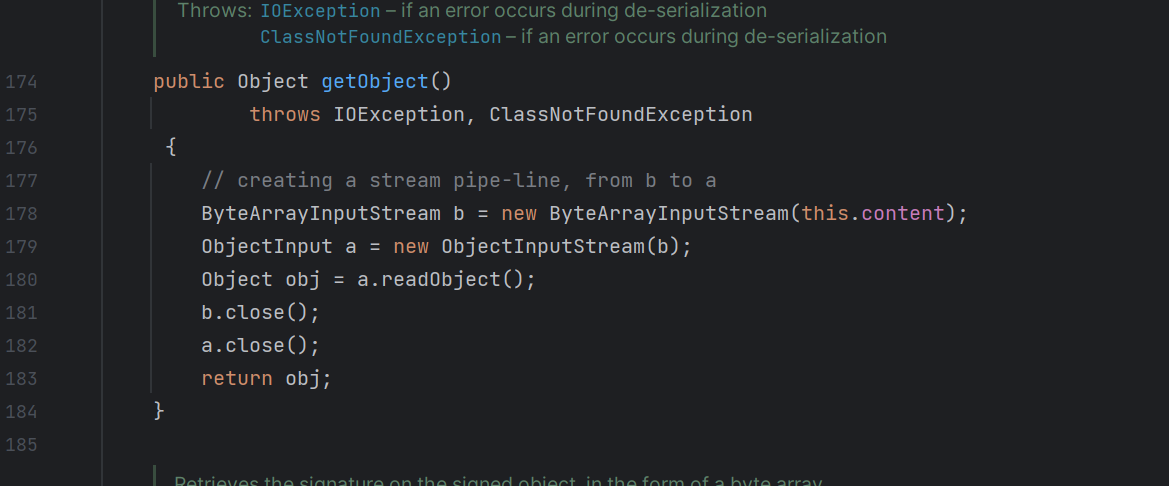 Throws: IOException – if an error occurs during de-serialization
ClassNotFoundException – if an error occurs during de-serialization
174 public Object getObject()
175 throws IOException, ClassNotFoundException
176 {
177 // creating a stream pipe-line, from b to a
178 ByteArrayInputStream b = new ByteArrayInputStream(this.content);
179 ObjectInput a = new ObjectInputStream(b);
180 Object obj = a.readObject();
181 b.close();
182 a.close();
183 return obj;
184 }
185
Retrieves the signature on the signed object, in the form of a byte array.